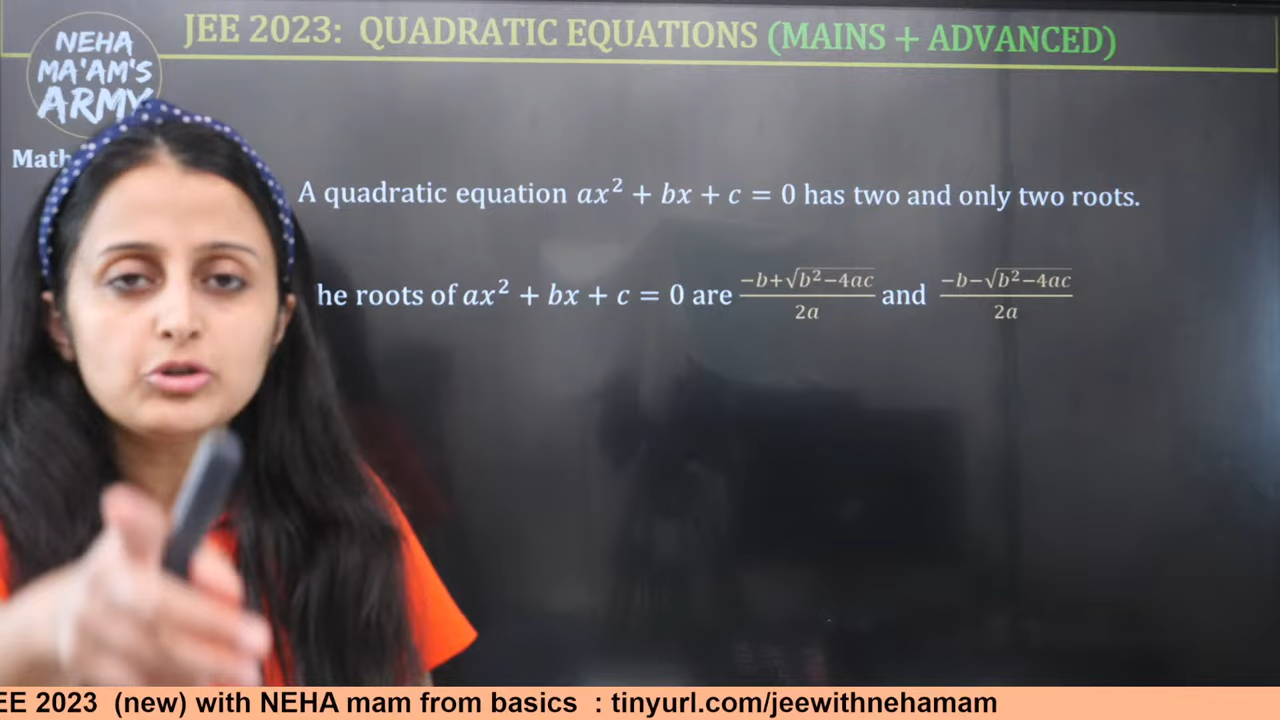 NEHA
MA'AM'S
ARMY
JEE 2023: QUADRATIC EQUATIONS (MAINS + ADVANCED)
Math
A quadratic equation ax² + bx + c = 0 has two and only two roots.
he roots of ax² + bx + c = 0 are (−b+√(b²−4ac))/2a and (−b−√(b²−4ac))/2a
EE 2023 (new) with NEHA mam from basics : tinyurl.com/jeewithnehamam